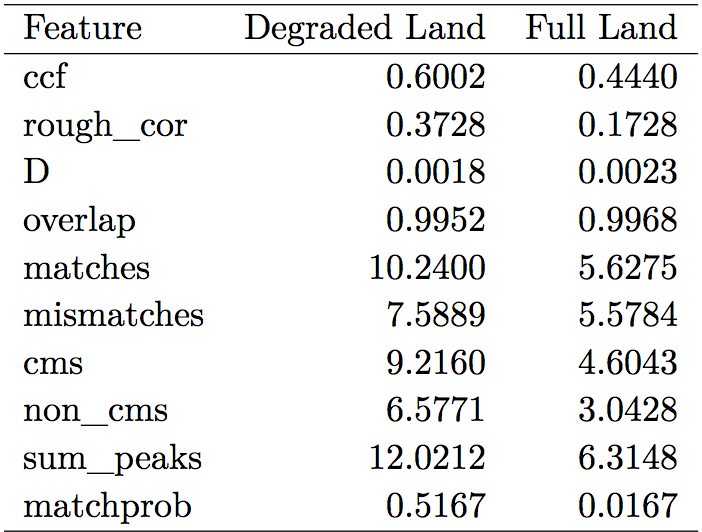 Feature Degraded Land Full Land
ccf 0.6002 0.4440
rough_cor 0.3728 0.1728
D 0.0018 0.0023
overlap 0.9952 0.9968
matches 10.2400 5.6275
mismatches 7.5889 5.5784
cms 9.2160 4.6043
non_cms 6.5771 3.0428
sum_peaks 12.0212 6.3148
matchprob 0.5167 0.0167